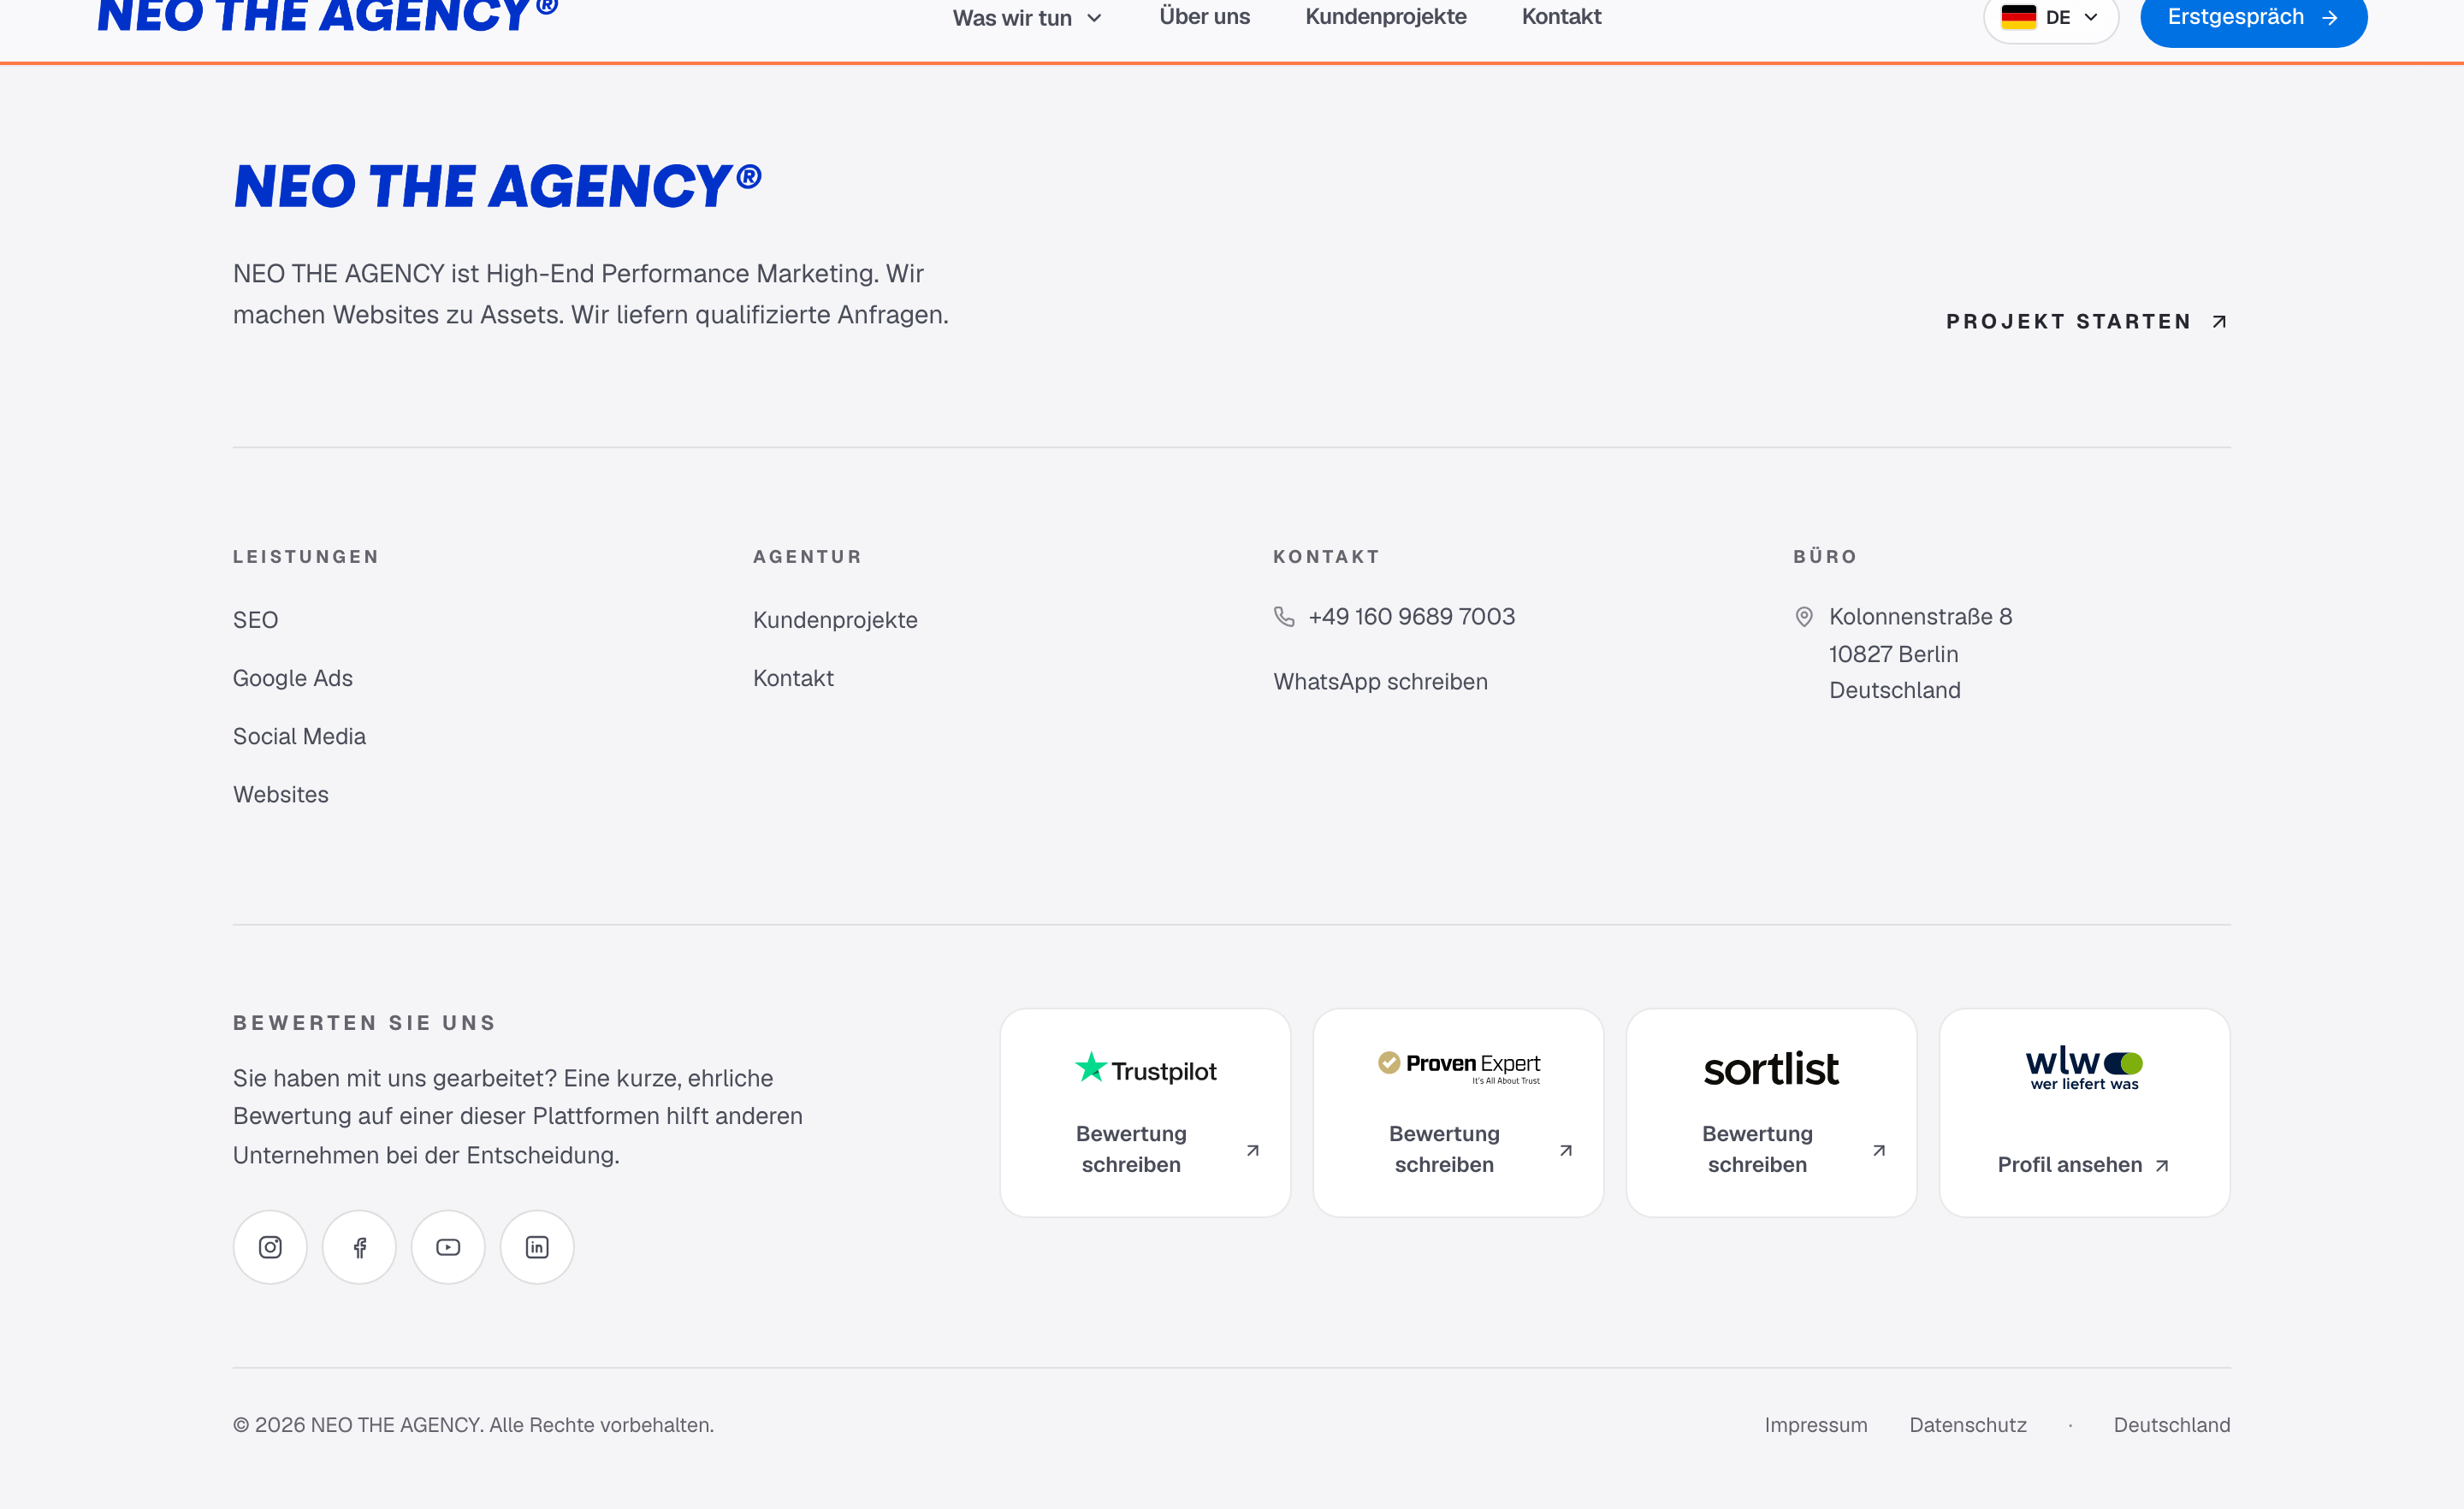 NEO THE AGENCY®
Was wir tun
Über uns
Kundenprojekte
Kontakt
DE
Erstgespräch
NEO THE AGENCY®
NEO THE AGENCY ist High-End Performance Marketing. Wir
machen Websites zu Assets. Wir liefern qualifizierte Anfragen.
PROJEKT STARTEN
LEISTUNGEN
SEO
Google Ads
Social Media
Websites
AGENTUR
Kundenprojekte
Kontakt
KONTAKT
+49 160 9689 7003
WhatsApp schreiben
BÜRO
Kolonnenstraße 8
10827 Berlin
Deutschland
BEWERTEN SIE UNS
Sie haben mit uns gearbeitet? Eine kurze, ehrliche
Bewertung auf einer dieser Plattformen hilft anderen
Unternehmen bei der Entscheidung.
Trustpilot
Bewertung
schreiben
Proven Expert
It's All About Trust
Bewertung
schreiben
sortlist
Bewertung
schreiben
wlw
wer liefert was
Profil ansehen
© 2026 NEO THE AGENCY. Alle Rechte vorbehalten.
Impressum
Datenschutz
·
Deutschland